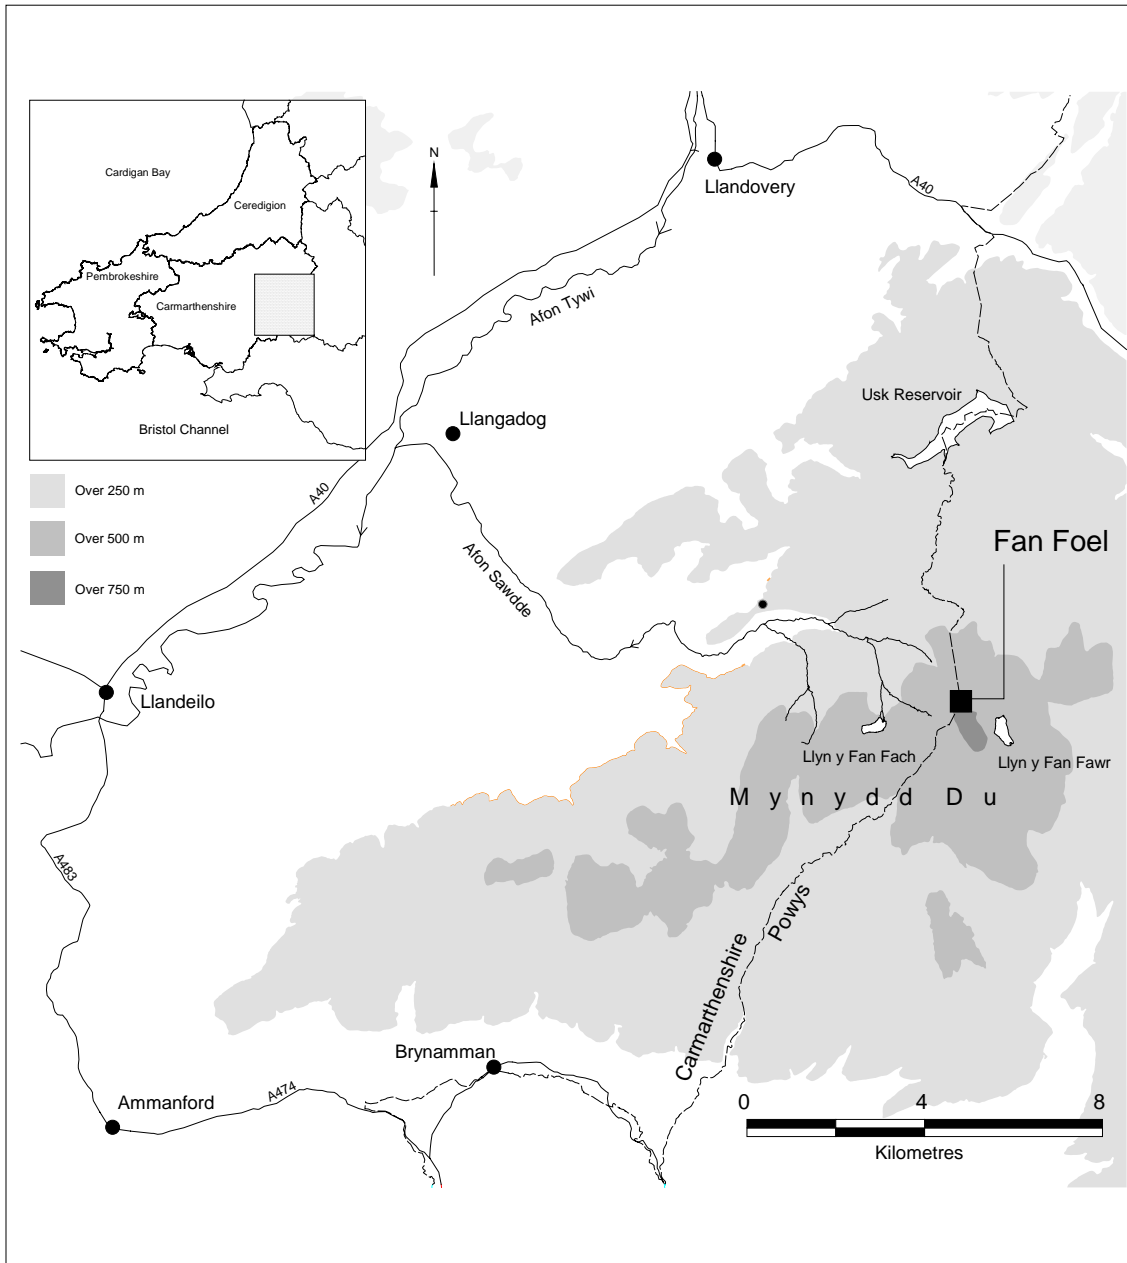 Cardigan Bay
Ceredigion
Pembrokeshire
Carmarthenshire
Bristol Channel
N
Llandovery
A40
Afon Tywi
Usk Reservoir
Llangadog
A40
Over 250 m
Over 500 m
Over 750 m
Fan Foel
Afon Sawdde
Llandeilo
Llyn y Fan Fach
Llyn y Fan Fawr
Mynydd Du
A483
Carmarthenshire
Powys
Brynamman
Ammanford
A474
0 4 8
Kilometres